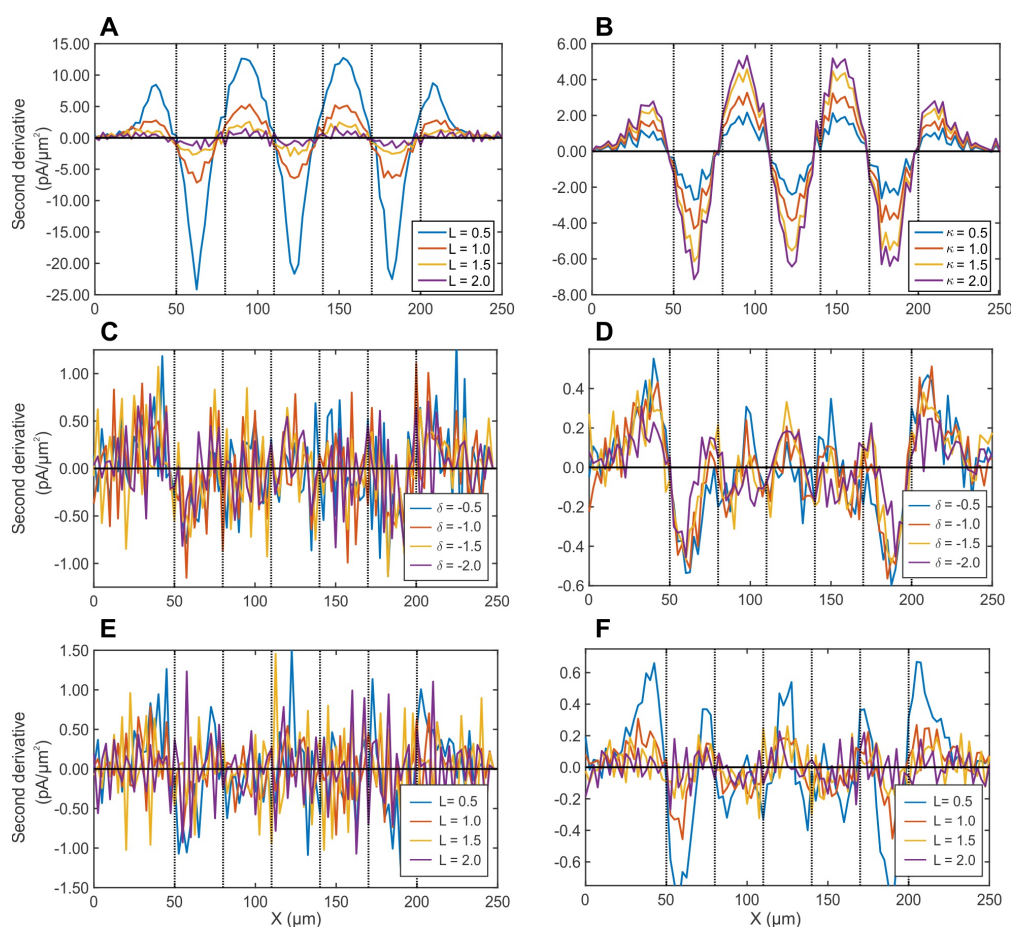 A
Second derivative
(pA/µm²)
15.00
10.00
5.00
0.00
-5.00
-10.00
-15.00
-20.00
-25.00
0 50 100 150 200 250
L = 0.5
L = 1.0
L = 1.5
L = 2.0
B
6.00
4.00
2.00
0.00
-2.00
-4.00
-6.00
-8.00
0 50 100 150 200 250
κ = 0.5
κ = 1.0
κ = 1.5
κ = 2.0
C
Second derivative
(pA/µm²)
1.00
0.50
0.00
-0.50
-1.00
0 50 100 150 200 250
δ = -0.5
δ = -1.0
δ = -1.5
δ = -2.0
D
0.4
0.2
0.0
-0.2
-0.4
-0.6
0 50 100 150 200 250
δ = -0.5
δ = -1.0
δ = -1.5
δ = -2.0
E
Second derivative
(pA/µm²)
1.50
1.00
0.50
0.00
-0.50
-1.00
-1.50
0 50 100 150 200 250
X (µm)
L= 0.5
L = 1.0
L = 1.5
L = 2.0
F
0.6
0.4
0.2
0.0
-0.2
-0.4
-0.6
0 50 100 150 200 250
X (µm)
L= 0.5
L = 1.0
L = 1.5
L = 2.0